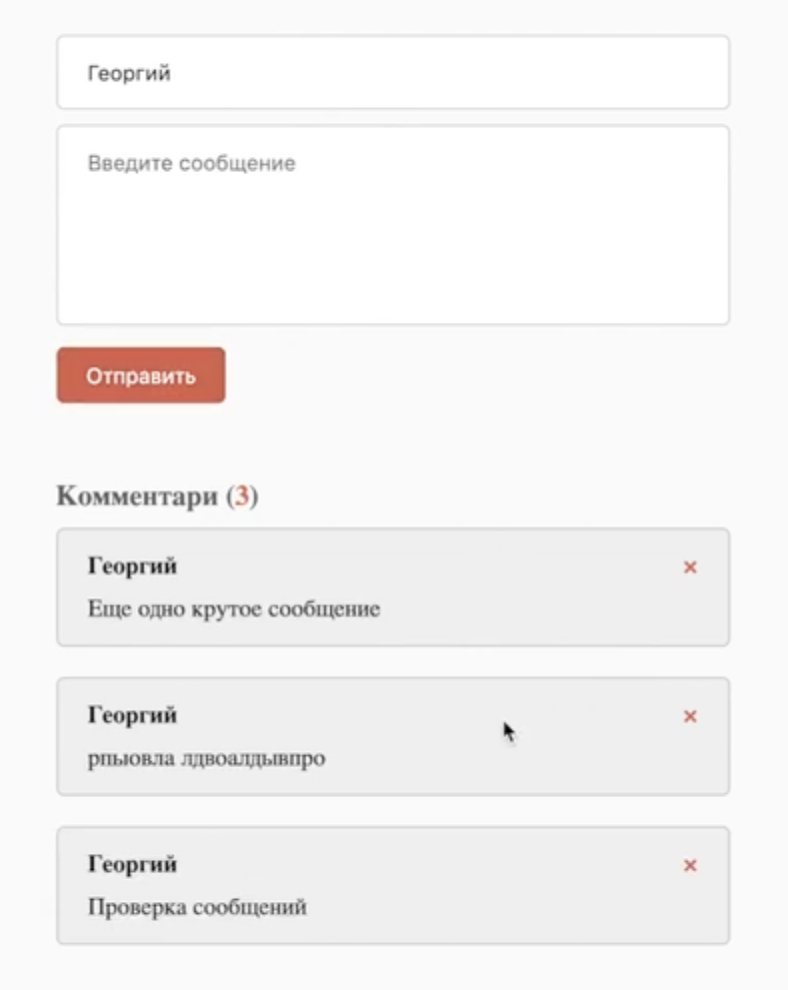 Георгий
Введите сообщение
Отправить
Комментари (3)
Георгий
Еще одно крутое сообщение
Георгий
рпыовла лдвоалдывпро
Георгий
Проверка сообщений